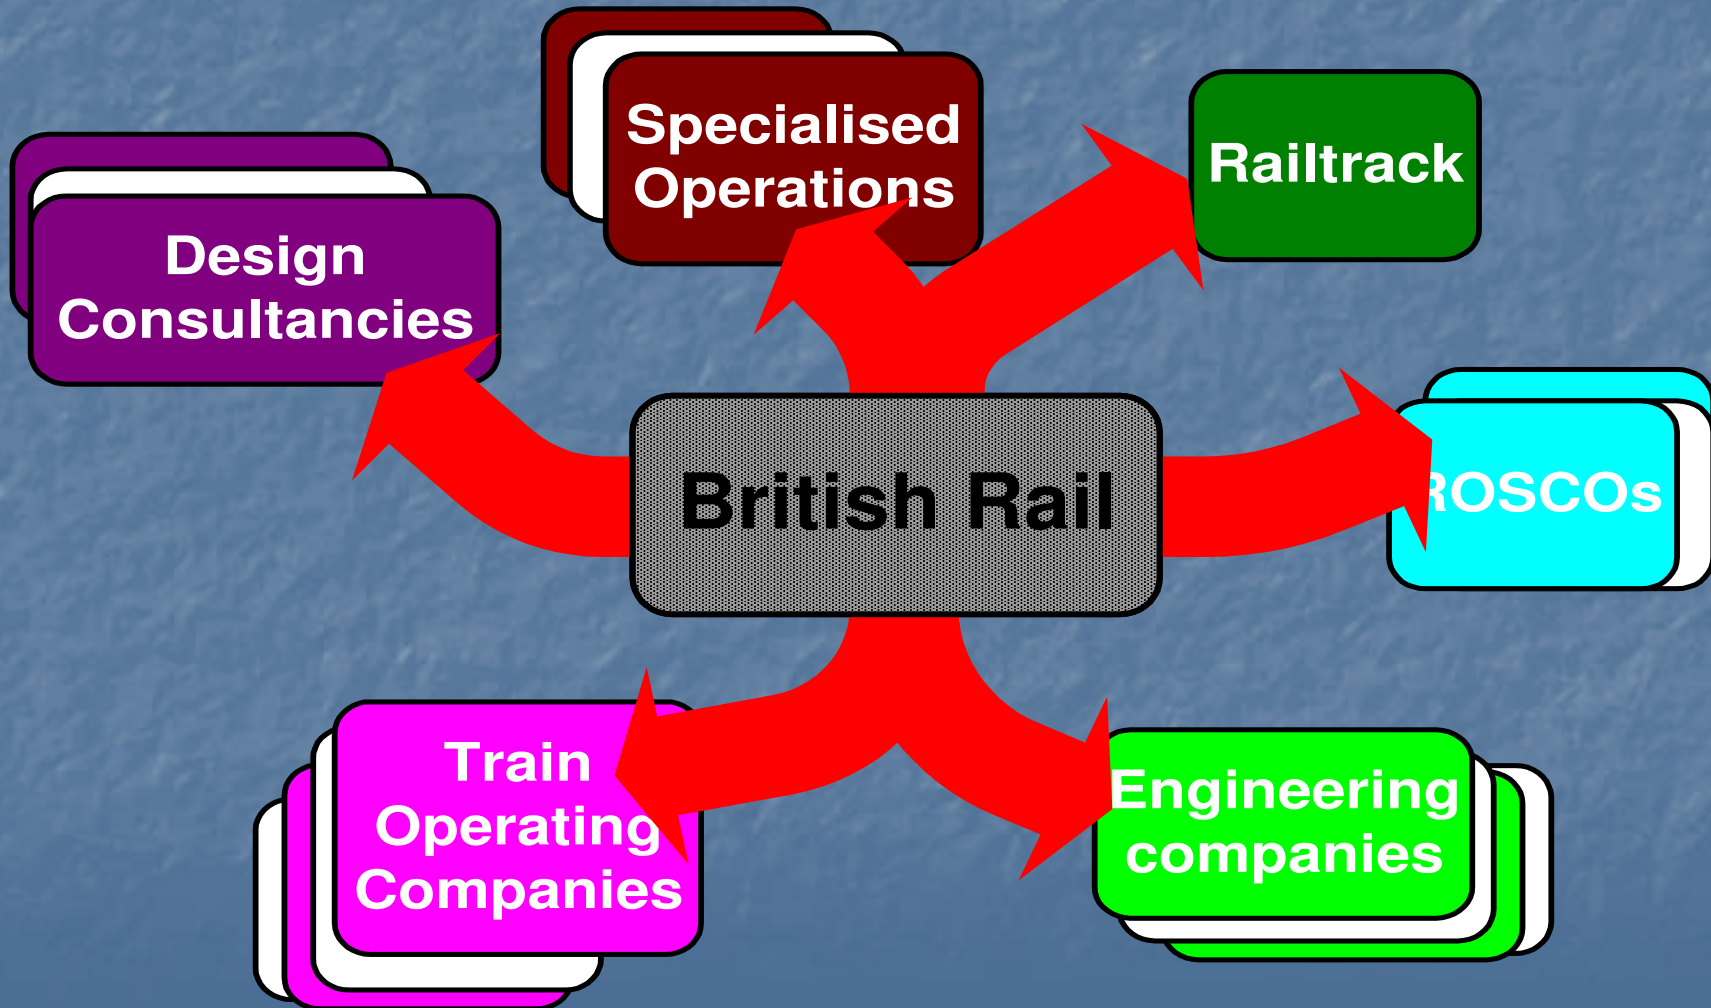 Specialised
Operations
Railtrack
Design
Consultancies
British Rail
ROSCOs
Train
Operating
Companies
Engineering
companies